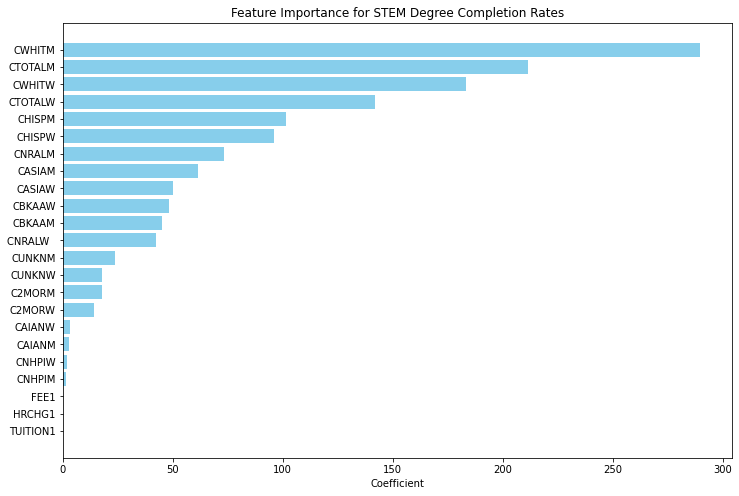 Feature Importance for STEM Degree Completion Rates
CWHITM
CTOTALM
CWHITW
CTOTALW
CHISPM
CHISPW
CNRALM
CASIAM
CASIAW
CBKAAW
CBKAAM
CNRALW
CUNKNM
CUNKNW
C2MORM
C2MORW
CAIANW
CAIANM
CNHPIW
CNHPIM
FEE1
HRCHG1
TUITION1
0 50 100 150 200 250 300
Coefficient